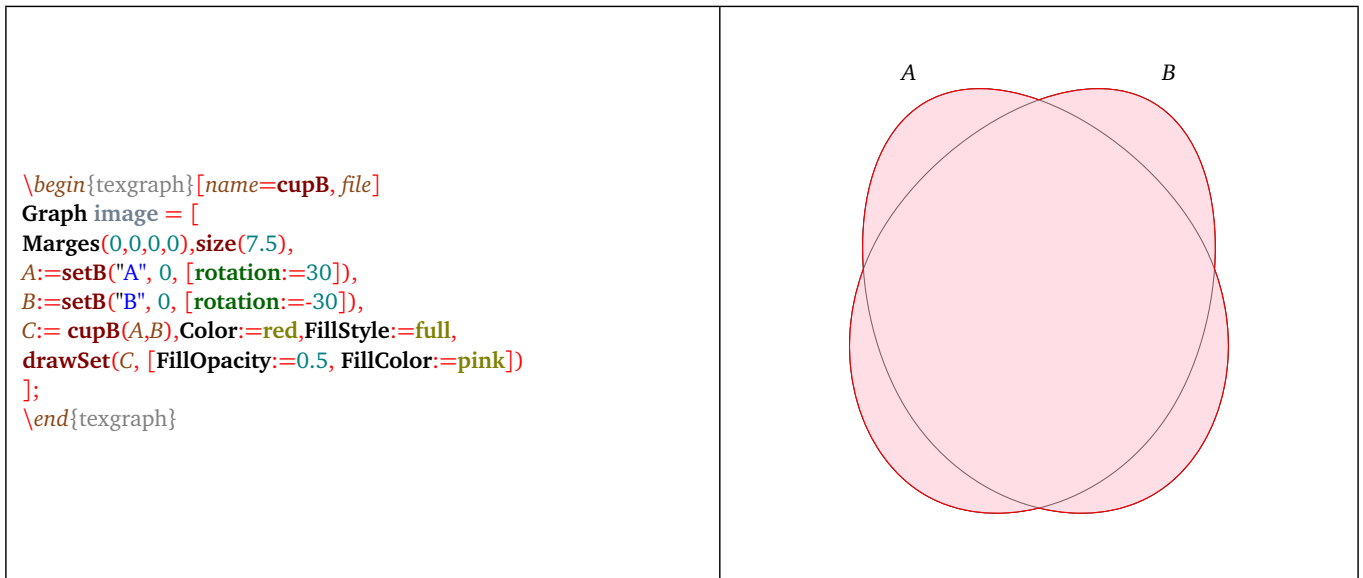 \begin{texgraph}[name=cupB, file]
Graph image = [
Marges(0,0,0,0),size(7.5),
A:=setB("A", 0, [rotation:=30]),
B:=setB("B", 0, [rotation:=-30]),
C:= cupB(A,B),Color:=red,FillStyle:=full,
drawSet(C, [FillOpacity:=0.5, FillColor:=pink])
];
\end{texgraph}
A
B